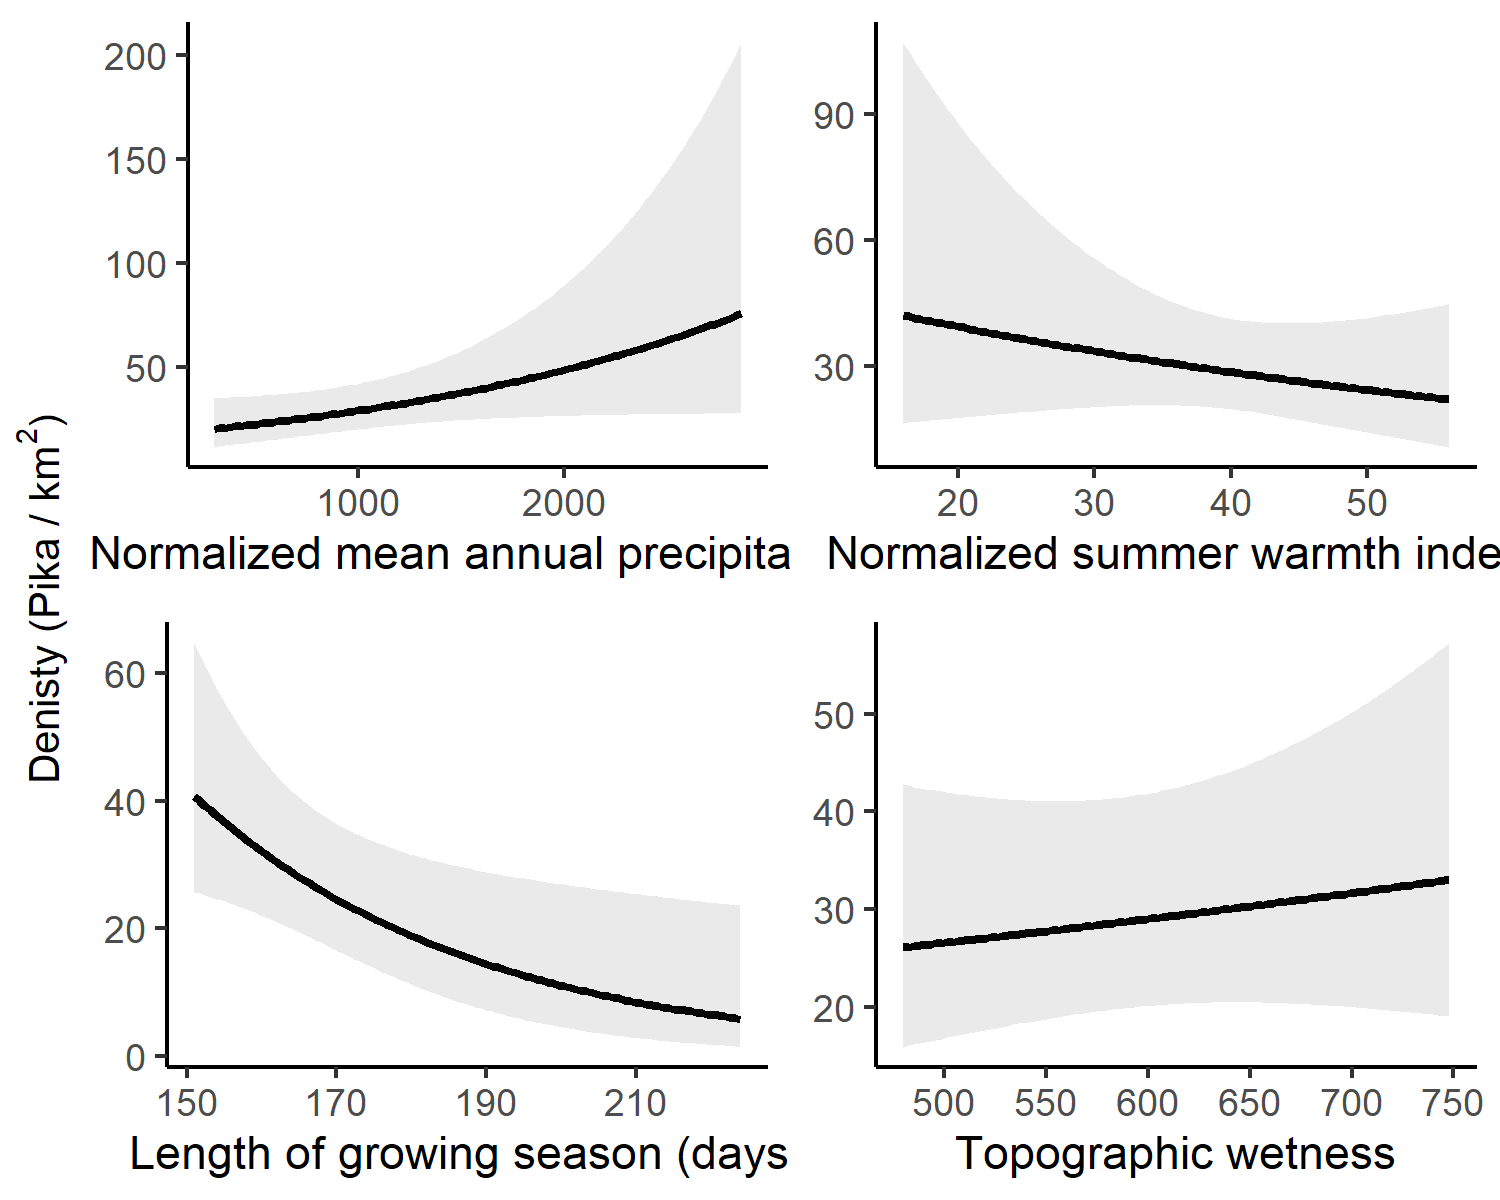 Denisty (Pika / km²)
200
150
100
50
1000 2000
Normalized mean annual precipita
90
60
30
20 30 40 50
Normalized summer warmth inde
60
40
20
0
150 170 190 210
Length of growing season (days
50
40
30
20
500 550 600 650 700 750
Topographic wetness